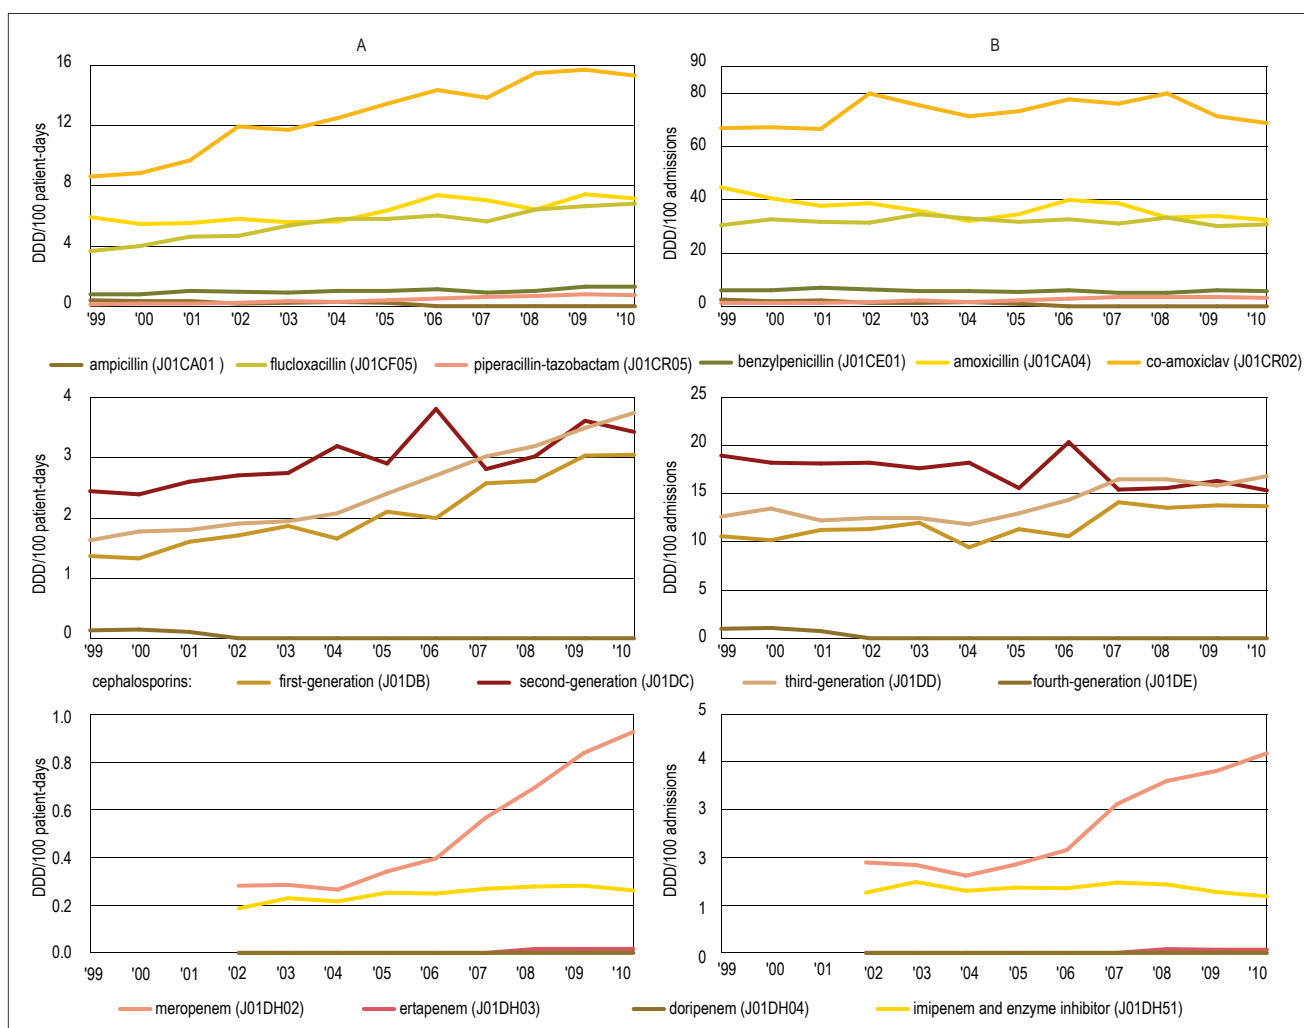 A
B
DDD/100 patient-days
16
12
8
4
0
'99 '00 '01 '02 '03 '04 '05 '06 '07 '08 '09 '10
DDD/100 admissions
90
80
60
40
20
0
'99 '00 '01 '02 '03 '04 '05 '06 '07 '08 '09 '10
ampicillin (J01CA01 ) flucloxacillin (J01CF05) piperacillin-tazobactam (J01CR05) benzylpenicillin (J01CE01) amoxicillin (J01CA04) co-amoxiclav (J01CR02)
DDD/100 patient-days
4
3
2
1
0
'99 '00 '01 '02 '03 '04 '05 '06 '07 '08 '09 '10
DDD/100 admissions
25
20
15
10
5
0
'99 '00 '01 '02 '03 '04 '05 '06 '07 '08 '09 '10
cephalosporins: first-generation (J01DB) second-generation (J01DC) third-generation (J01DD) fourth-generation (J01DE)
DDD/100 patient-days
1.0
0.8
0.6
0.4
0.2
0.0
'99 '00 '01 '02 '03 '04 '05 '06 '07 '08 '09 '10
DDD/100 admissions
5
4
3
3
1
0
'99 '00 '01 '02 '03 '04 '05 '06 '07 '08 '09 '10
meropenem (J01DH02) ertapenem (J01DH03) doripenem (J01DH04) imipenem and enzyme inhibitor (J01DH51)